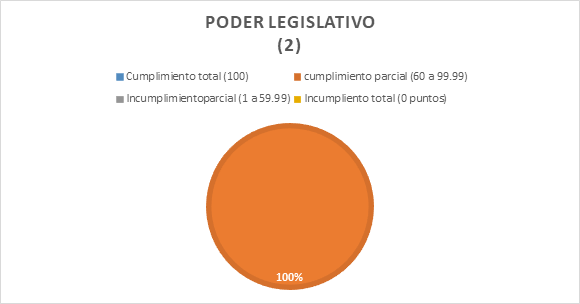 PODER LEGISLATIVO
(2)
Cumplimiento total (100) cumplimiento parcial (60 a 99.99)
Incumplimientoparcial (1 a 59.99) Incumpliento total (0 puntos)
100%